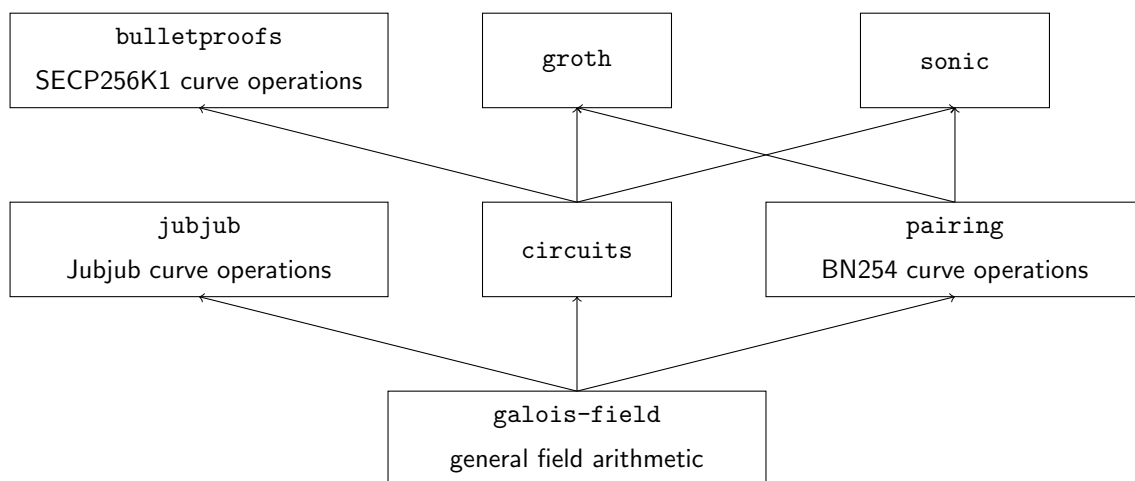 bulletproofs
SECP256K1 curve operations
groth
sonic
jubjub
Jubjub curve operations
circuits
pairing
BN254 curve operations
galois-field
general field arithmetic